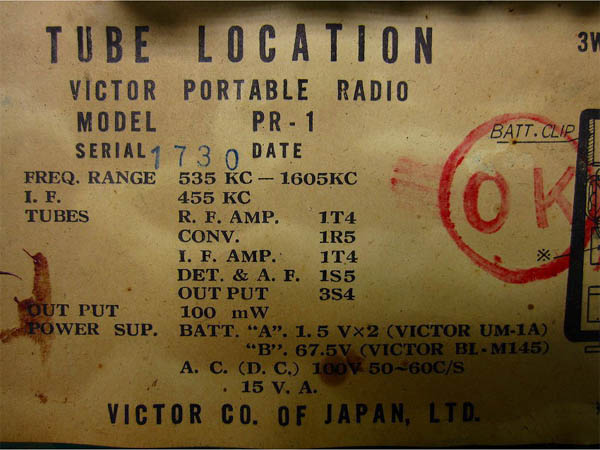 TUBE LOCATION
3W
VICTOR PORTABLE RADIO
MODEL PR-1
SERIAL 1730 DATE
BATT. CLIP
OK
FREQ. RANGE 535 KC－1605KC
I. F. 455 KC
TUBES R. F. AMP. 1T4
CONV. 1R5
I. F. AMP. 1T4
※
DET. & A. F. 1S5
OUT PUT 3S4
OUT PUT 100 mW
POWER SUP. BATT. "A". 1.5 V×2 (VICTOR UM-1A)
"B". 67.5V (VICTOR BL-M145)
A. C. (D. C.) 100V 50~60C/S
15 V. A.
VICTOR CO. OF JAPAN, LTD.